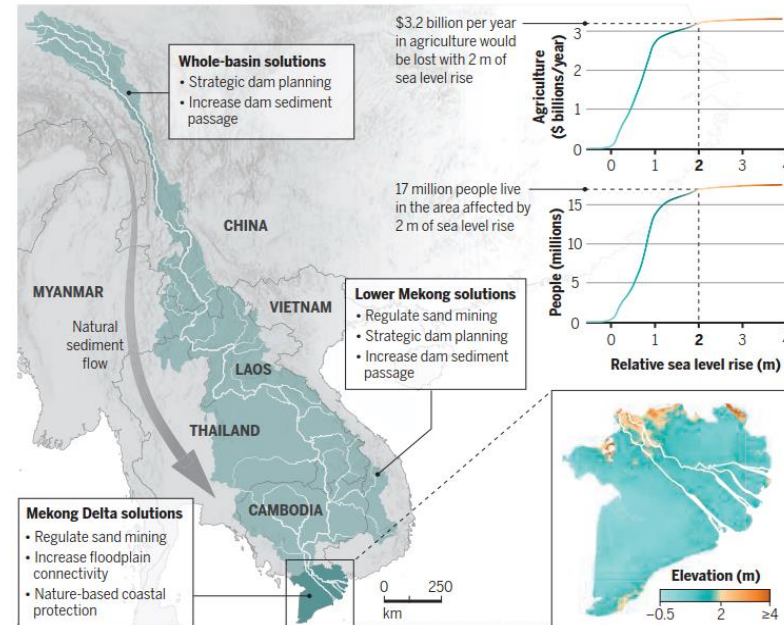 Whole-basin solutions
• Strategic dam planning
• Increase dam sediment
passage
CHINA
MYANMAR
VIETNAM
Natural
sediment
flow
LAOS
THAILAND
CAMBODIA
Lower Mekong solutions
• Regulate sand mining
• Strategic dam planning
• Increase dam sediment
passage
Mekong Delta solutions
• Regulate sand mining
• Increase floodplain
connectivity
• Nature-based coastal
protection
0 250
km
$3.2 billion per year
in agriculture would
be lost with 2 m of
sea level rise
Agriculture
($ billions/year)
3
2
1
0
0 1 2 3
17 million people live
in the area affected by
2 m of sea level rise
People (millions)
15
10
5
0
0 1 2 3
Relative sea level rise (m)
Elevation (m)
–0.5 2 ≥4